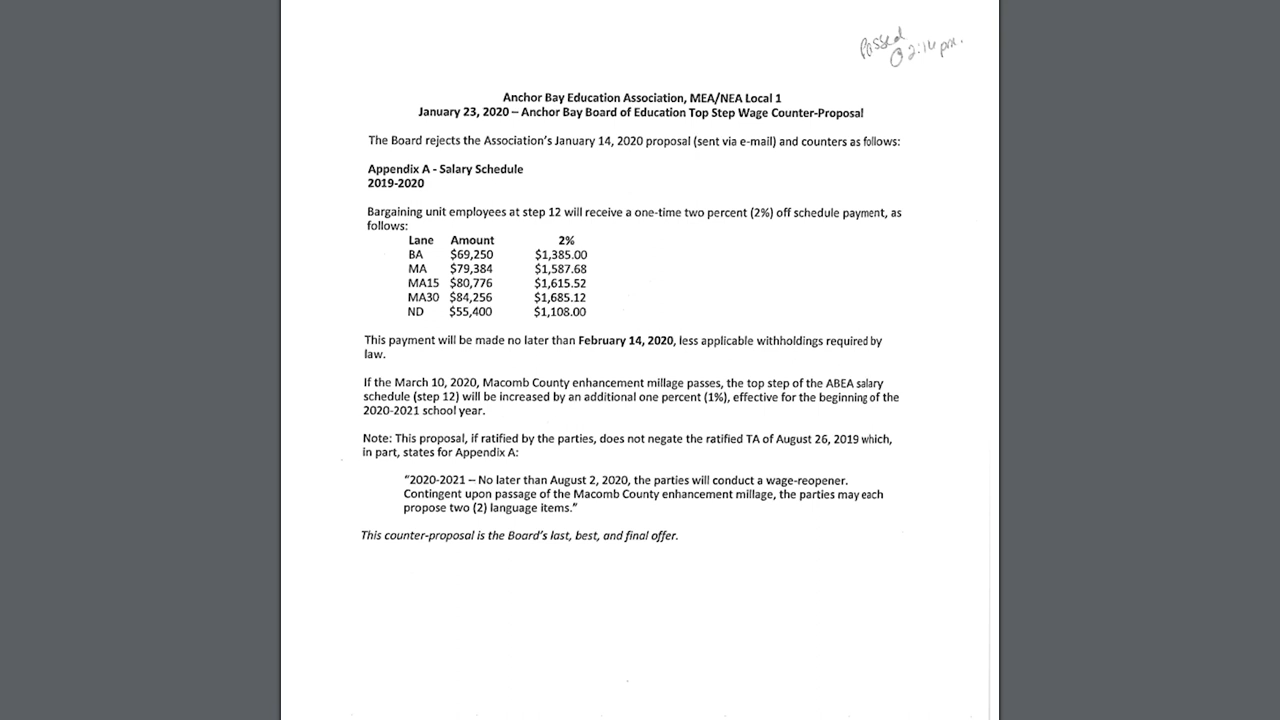 Passed
@ 2:14 pm.
Anchor Bay Education Association, MEA/NEA Local 1
January 23, 2020 – Anchor Bay Board of Education Top Step Wage Counter-Proposal
The Board rejects the Association's January 14, 2020 proposal (sent via e-mail) and counters as follows:
Appendix A - Salary Schedule
2019-2020
Bargaining unit employees at step 12 will receive a one-time two percent (2%) off schedule payment, as
follows:
Lane Amount 2%
BA $69,250 $1,385.00
MA $79,384 $1,587.68
MA15 $80,776 $1,615.52
MA30 $84,256 $1,685.12
ND $55,400 $1,108.00
This payment will be made no later than February 14, 2020, less applicable withholdings required by
law.
If the March 10, 2020, Macomb County enhancement millage passes, the top step of the ABEA salary
schedule (step 12) will be increased by an additional one percent (1%), effective for the beginning of the
2020-2021 school year.
Note: This proposal, if ratified by the parties, does not negate the ratified TA of August 26, 2019 which,
in part, states for Appendix A:
"2020-2021 – No later than August 2, 2020, the parties will conduct a wage-reopener.
Contingent upon passage of the Macomb County enhancement millage, the parties may each
propose two (2) language items."
This counter-proposal is the Board's last, best, and final offer.